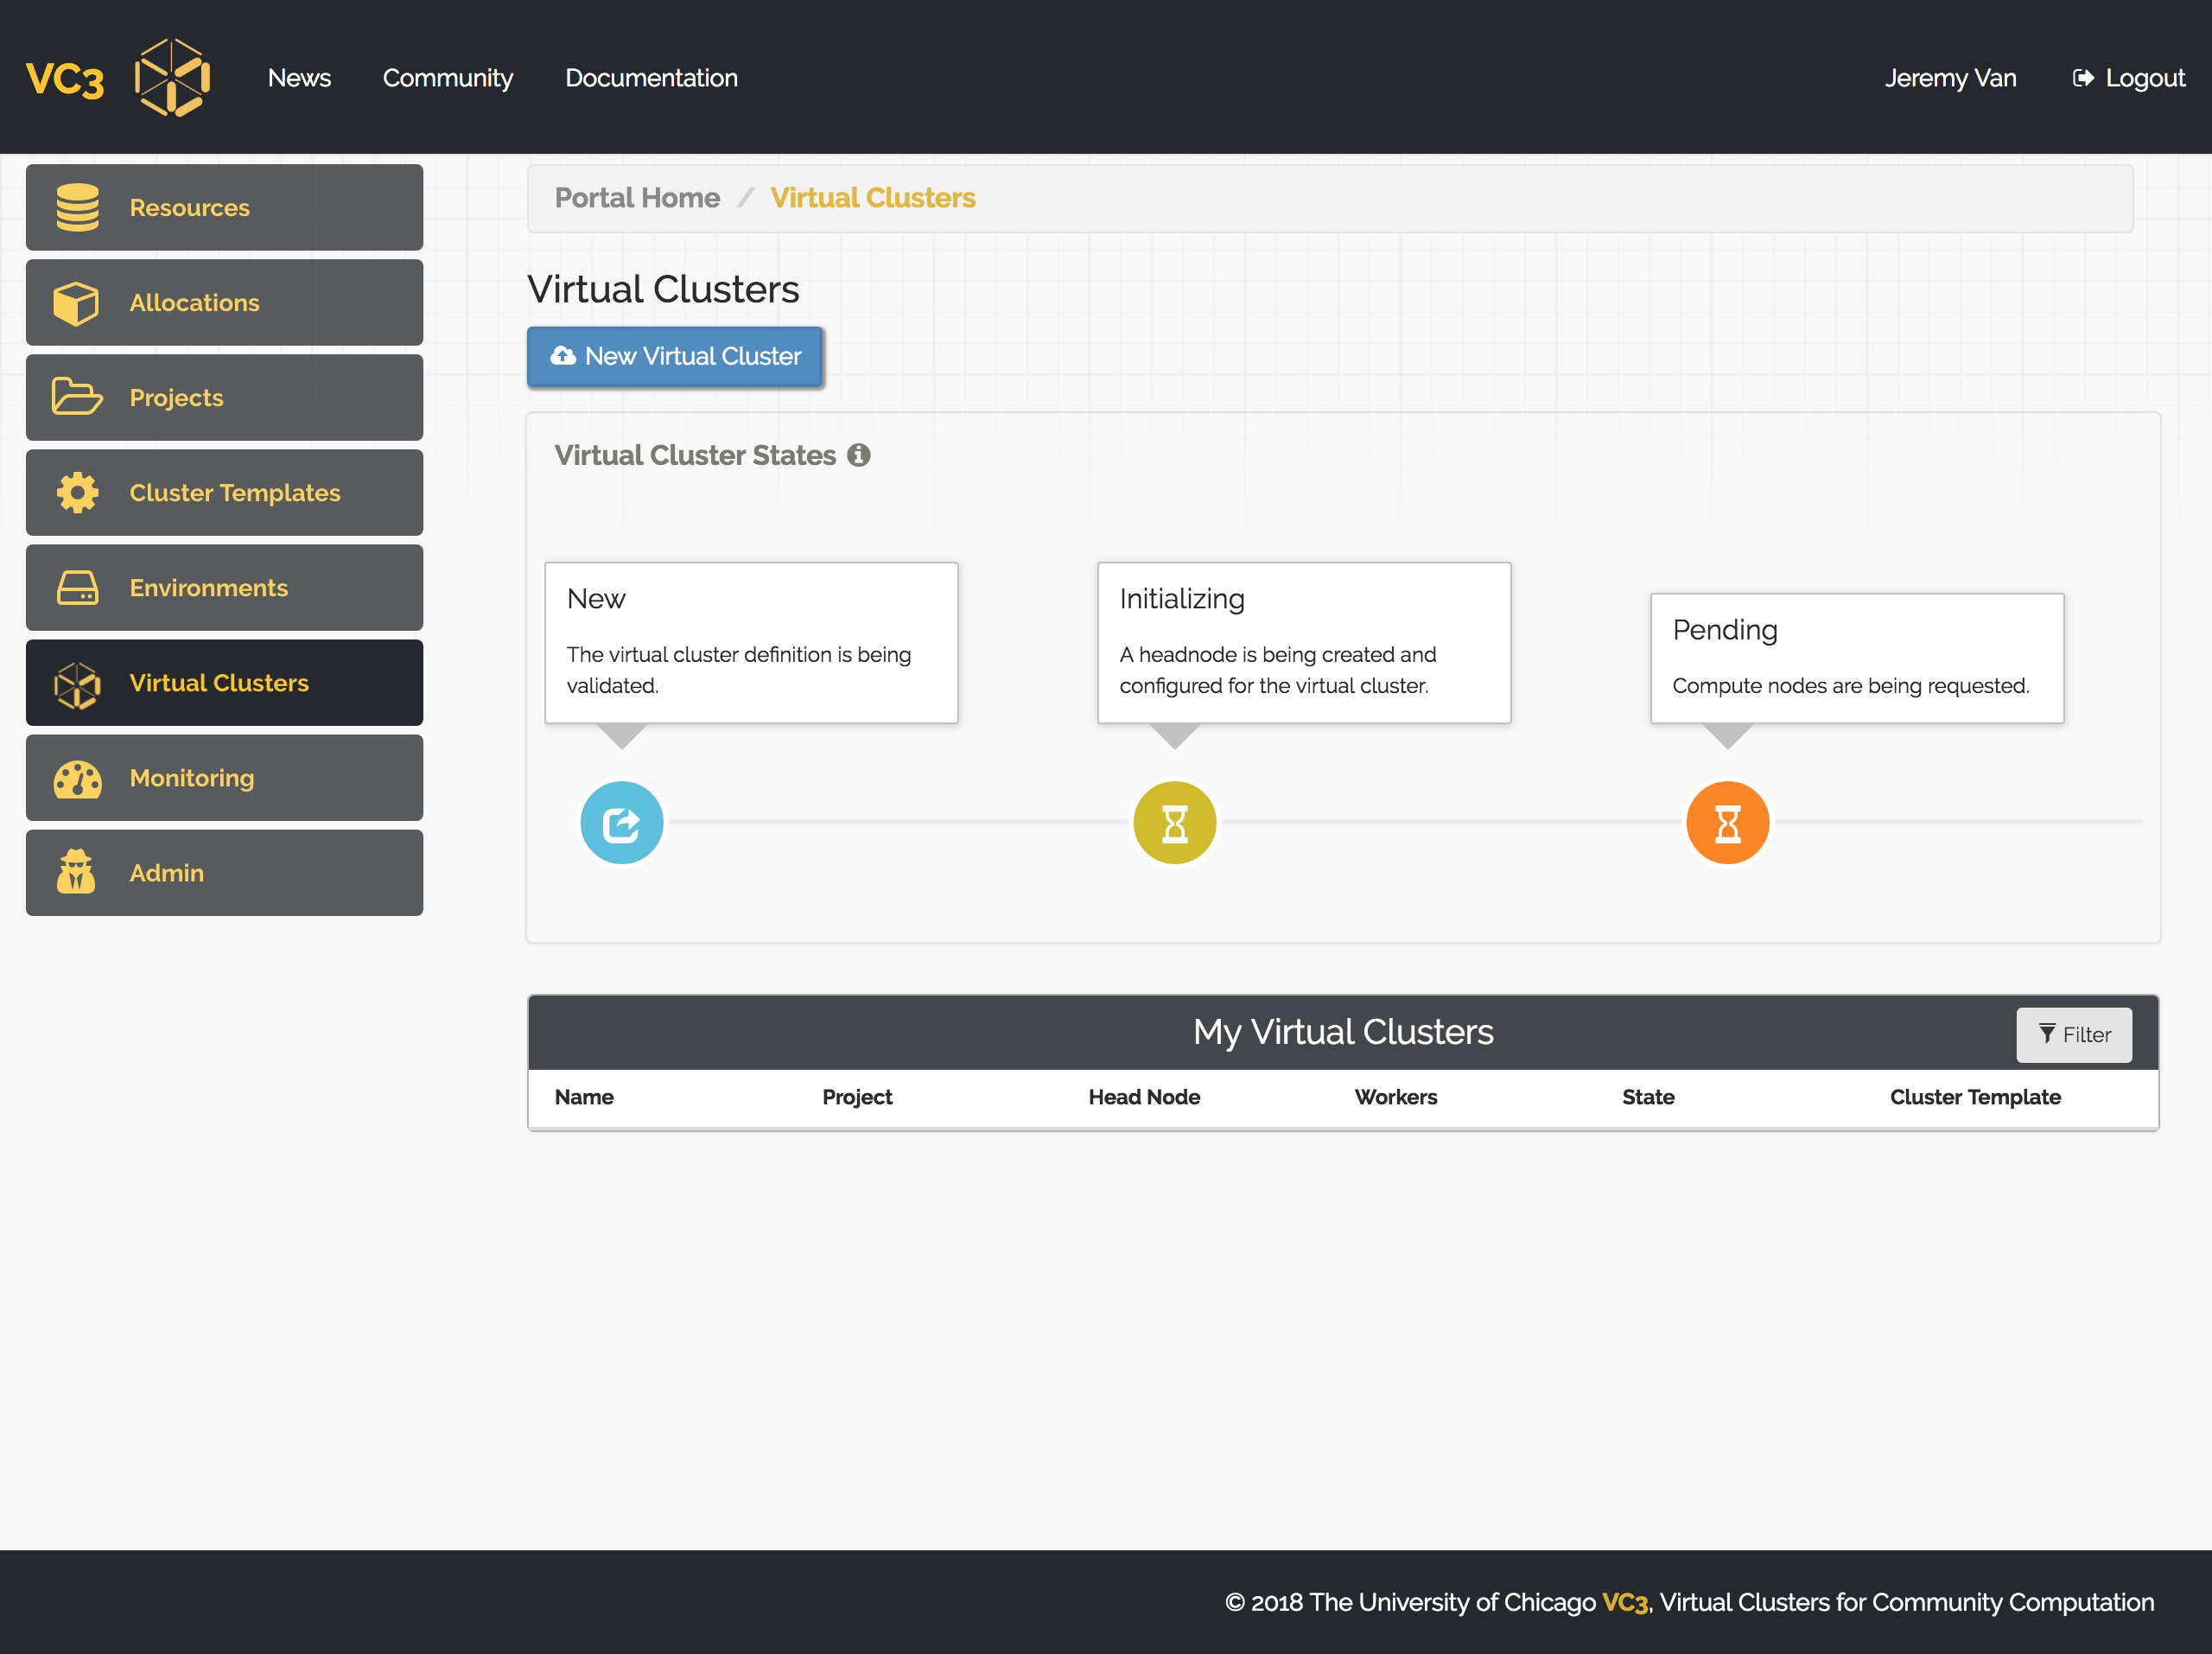 VC3
News
Community
Documentation
Jeremy Van
Logout
Resources
Allocations
Projects
Cluster Templates
Environments
Virtual Clusters
Monitoring
Admin
Portal Home / Virtual Clusters
Virtual Clusters
New Virtual Cluster
Virtual Cluster States
New
The virtual cluster definition is being
validated.
Initializing
A headnode is being created and
configured for the virtual cluster.
Pending
Compute nodes are being requested.
My Virtual Clusters
Filter
Name
Project
Head Node
Workers
State
Cluster Template
© 2018 The University of Chicago VC3, Virtual Clusters for Community Computation